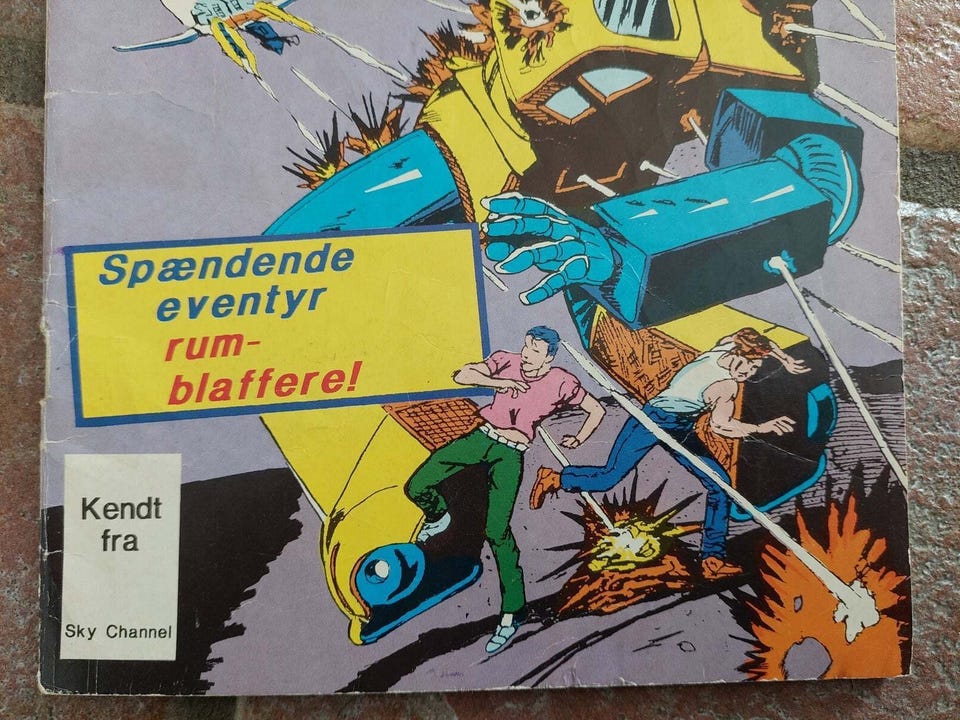 Spændende
eventyr
rum-
blaffere!
Kendt
fra
Sky Channel